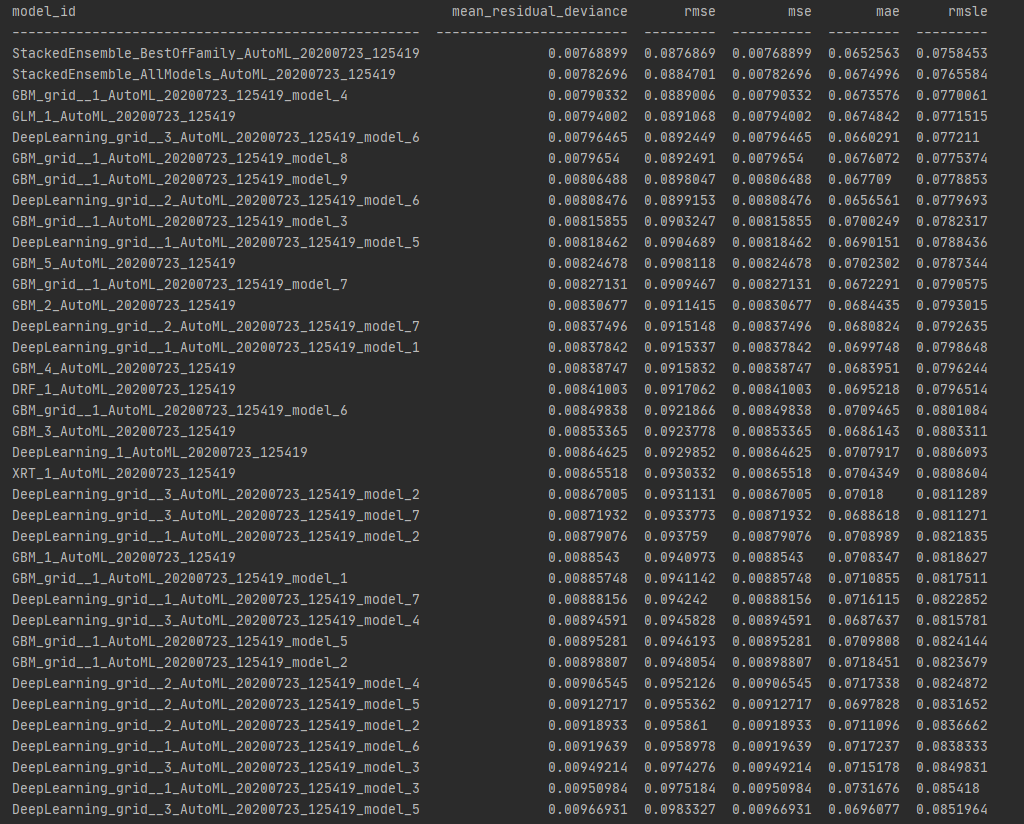 model_id mean_residual_deviance rmse mse mae rmsle
--------------------------------------------------- ------------------------ --------- ---------- --------- ---------
StackedEnsemble_BestOfFamily_AutoML_20200723_125419 0.00768899 0.0876869 0.00768899 0.0652563 0.0758453
StackedEnsemble_AllModels_AutoML_20200723_125419 0.00782696 0.0884701 0.00782696 0.0674996 0.0765584
GBM_grid__1_AutoML_20200723_125419_model_4 0.00790332 0.0889006 0.00790332 0.0673576 0.0770061
GLM_1_AutoML_20200723_125419 0.00794002 0.0891068 0.00794002 0.0674842 0.0771515
DeepLearning_grid__3_AutoML_20200723_125419_model_6 0.00796465 0.0892449 0.00796465 0.0660291 0.077211
GBM_grid__1_AutoML_20200723_125419_model_8 0.0079654 0.0892491 0.0079654 0.0676072 0.0775374
GBM_grid__1_AutoML_20200723_125419_model_9 0.00806488 0.0898047 0.00806488 0.067709 0.0778853
DeepLearning_grid__2_AutoML_20200723_125419_model_6 0.00808476 0.0899153 0.00808476 0.0656561 0.0779693
GBM_grid__1_AutoML_20200723_125419_model_3 0.00815855 0.0903247 0.00815855 0.0700249 0.0782317
DeepLearning_grid__1_AutoML_20200723_125419_model_5 0.00818462 0.0904689 0.00818462 0.0690151 0.0788436
GBM_5_AutoML_20200723_125419 0.00824678 0.0908118 0.00824678 0.0702302 0.0787344
GBM_grid__1_AutoML_20200723_125419_model_7 0.00827131 0.0909467 0.00827131 0.0672291 0.0790575
GBM_2_AutoML_20200723_125419 0.00830677 0.0911415 0.00830677 0.0684435 0.0793015
DeepLearning_grid__2_AutoML_20200723_125419_model_7 0.00837496 0.0915148 0.00837496 0.0680824 0.0792635
DeepLearning_grid__1_AutoML_20200723_125419_model_1 0.00837842 0.0915337 0.00837842 0.0699748 0.0798648
GBM_4_AutoML_20200723_125419 0.00838747 0.0915832 0.00838747 0.0683951 0.0796244
DRF_1_AutoML_20200723_125419 0.00841003 0.0917062 0.00841003 0.0695218 0.0796514
GBM_grid__1_AutoML_20200723_125419_model_6 0.00849838 0.0921866 0.00849838 0.0709465 0.0801084
GBM_3_AutoML_20200723_125419 0.00853365 0.0923778 0.00853365 0.0686143 0.0803311
DeepLearning_1_AutoML_20200723_125419 0.00864625 0.0929852 0.00864625 0.0707917 0.0806093
XRT_1_AutoML_20200723_125419 0.00865518 0.0930332 0.00865518 0.0704349 0.0808604
DeepLearning_grid__3_AutoML_20200723_125419_model_2 0.00867005 0.0931131 0.00867005 0.07018 0.0811289
DeepLearning_grid__3_AutoML_20200723_125419_model_7 0.00871932 0.0933773 0.00871932 0.0688618 0.0811271
DeepLearning_grid__1_AutoML_20200723_125419_model_2 0.00879076 0.093759 0.00879076 0.0708989 0.0821835
GBM_1_AutoML_20200723_125419 0.0088543 0.0940973 0.0088543 0.0708347 0.0818627
GBM_grid__1_AutoML_20200723_125419_model_1 0.00885748 0.0941142 0.00885748 0.0710855 0.0817511
DeepLearning_grid__1_AutoML_20200723_125419_model_7 0.00888156 0.094242 0.00888156 0.0716115 0.0822852
DeepLearning_grid__3_AutoML_20200723_125419_model_4 0.00894591 0.0945828 0.00894591 0.0687637 0.0815781
GBM_grid__1_AutoML_20200723_125419_model_5 0.00895281 0.0946193 0.00895281 0.0709808 0.0824144
GBM_grid__1_AutoML_20200723_125419_model_2 0.00898807 0.0948054 0.00898807 0.0718451 0.0823679
DeepLearning_grid__2_AutoML_20200723_125419_model_4 0.00906545 0.0952126 0.00906545 0.0717338 0.0824872
DeepLearning_grid__2_AutoML_20200723_125419_model_5 0.00912717 0.0955362 0.00912717 0.0697828 0.0831652
DeepLearning_grid__2_AutoML_20200723_125419_model_2 0.00918933 0.095861 0.00918933 0.0711096 0.0836662
DeepLearning_grid__1_AutoML_20200723_125419_model_6 0.00919639 0.0958978 0.00919639 0.0717237 0.0838333
DeepLearning_grid__3_AutoML_20200723_125419_model_3 0.00949214 0.0974276 0.00949214 0.0715178 0.0849831
DeepLearning_grid__1_AutoML_20200723_125419_model_3 0.00950984 0.0975184 0.00950984 0.0731676 0.085418
DeepLearning_grid__3_AutoML_20200723_125419_model_5 0.00966931 0.0983327 0.00966931 0.0696077 0.0851964